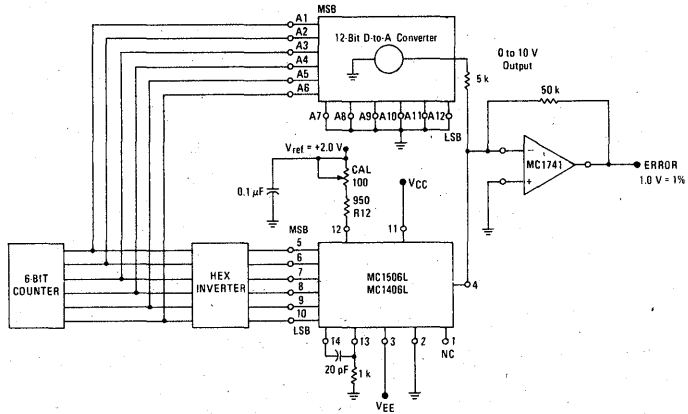 MSB
A1
A2
A3
A4
A5
A6
12-Bit D-to-A Converter
A7 A8 A9 A10 A11 A12
LSB
0 to 10 V
Output
5 k
50 k
MC1741
−
+
ERROR
1.0 V = 1%
Vref = +2.0 V
CAL
100
950
R12
0.1 μF
VCC
12
11
MSB
5
6
7
8
9
10
LSB
6-BIT
COUNTER
HEX
INVERTER
MC1506L
MC1406L
4
14 13 3 2 1
NC
20 pF
1 k
VEE